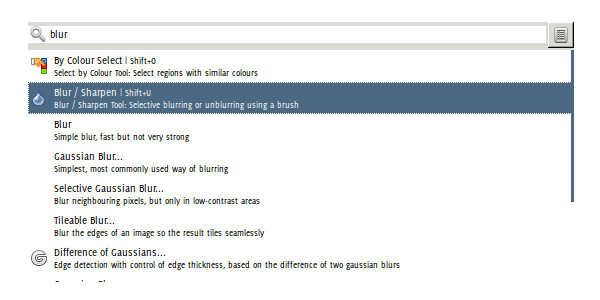 blur
By Colour Select | Shift+O
Select by Colour Tool: Select regions with similar colours
Blur / Sharpen | Shift+U
Blur / Sharpen Tool: Selective blurring or unblurring using a brush
Blur
Simple blur, fast but not very strong
Gaussian Blur...
Simplest, most commonly used way of blurring
Selective Gaussian Blur...
Blur neighbouring pixels, but only in low-contrast areas
Tileable Blur...
Blur the edges of an image so the result tiles seamlessly
Difference of Gaussians...
Edge detection with control of edge thickness, based on the difference of two gaussian blurs